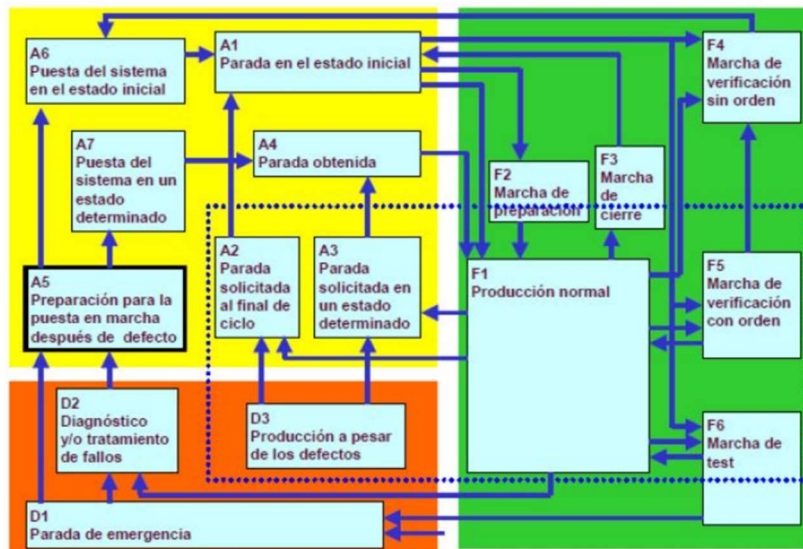 A6
Puesta del sistema
en el estado inicial
A1
Parada en el estado inicial
F4
Marcha de
verificación
sin orden
A7
Puesta del
sistema en un
estado
determinado
A4
Parada obtenida
F2
Marcha de
preparación
F3
Marcha
de
cierre
A5
Preparación para la
puesta en marcha
después de defecto
A2
Parada
solicitada
al final de
ciclo
A3
Parada
solicitada en
un estado
determinado
F1
Producción normal
F5
Marcha de
verificación
con orden
D2
Diagnóstico
y/o tratamiento
de fallos
D3
Producción a pesar
de los defectos
F6
Marcha de
test
D1
Parada de emergencia